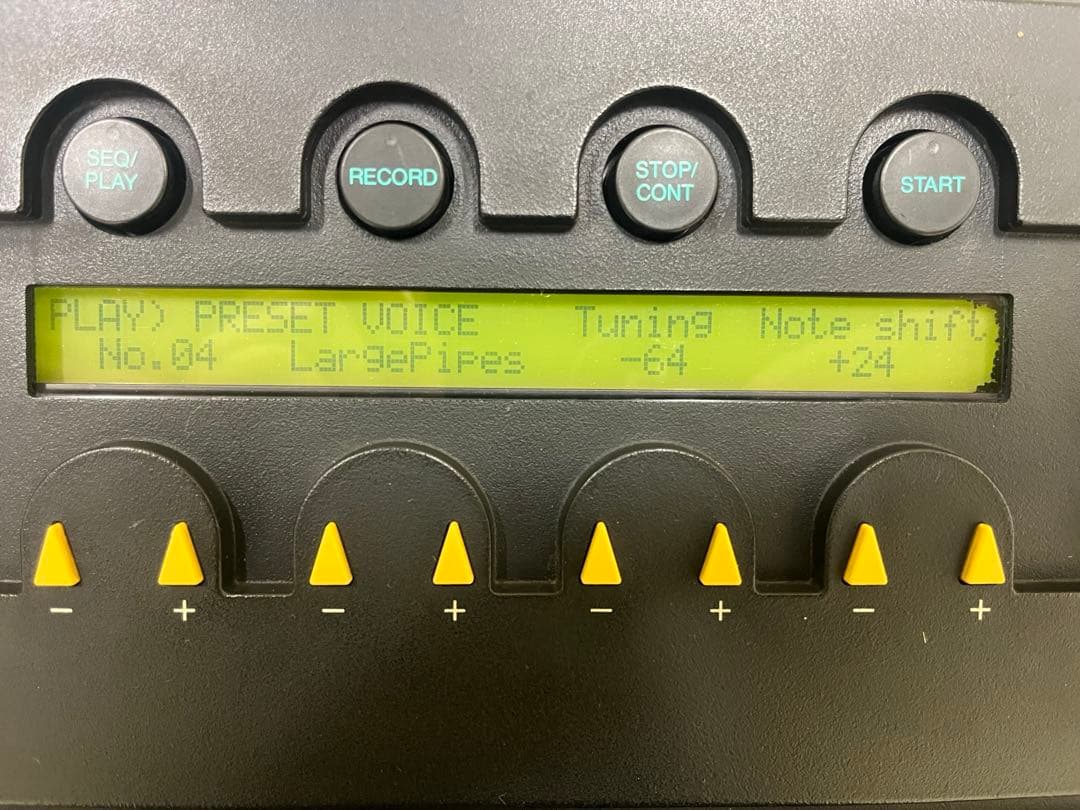 SEQ/
PLAY
RECORD
STOP/
CONT
START
PLAY> PRESET VOICE Tuning Note shift
No.04 LargePipes -64 +24
− + − + − + − +